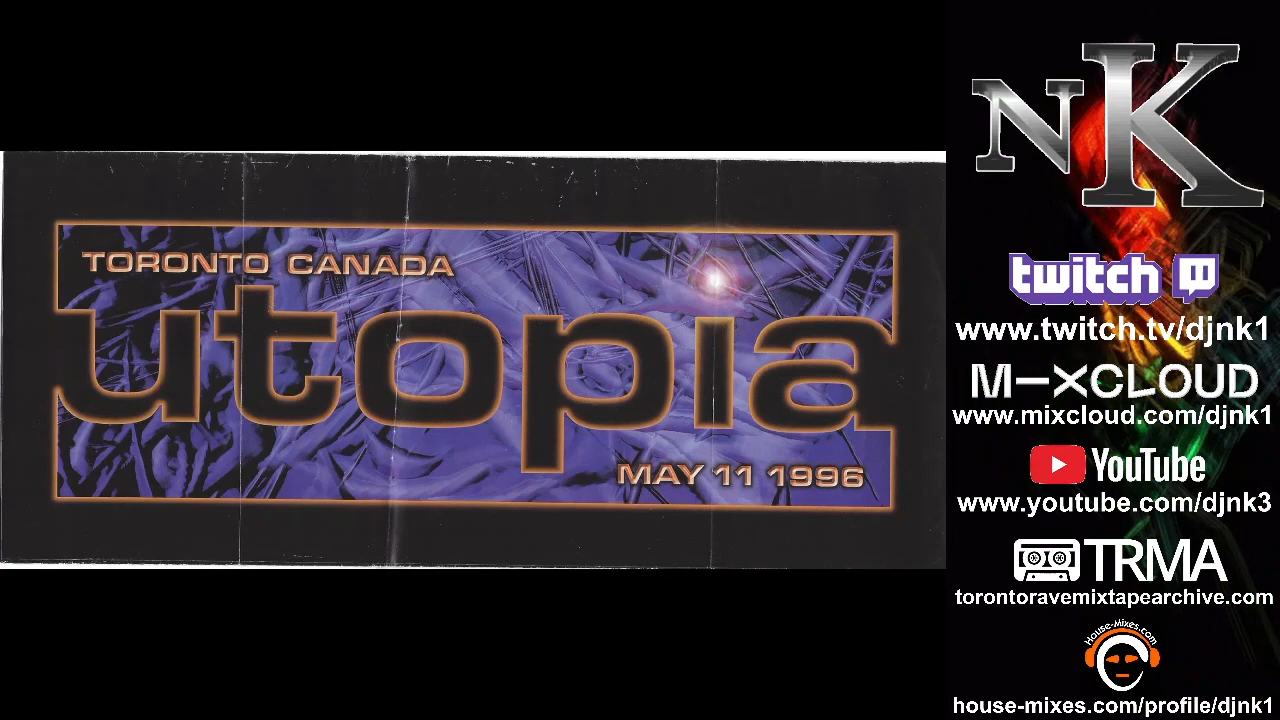 TORONTO CANADA
utopia
MAY 11 1996
NK
twitch
www.twitch.tv/djnk1
M-XCLOUD
www.mixcloud.com/djnk1
YouTube
www.youtube.com/djnk3
TRMA
torontoravemixtapearchive.com
House-Mixes.com
house-mixes.com/profile/djnk1